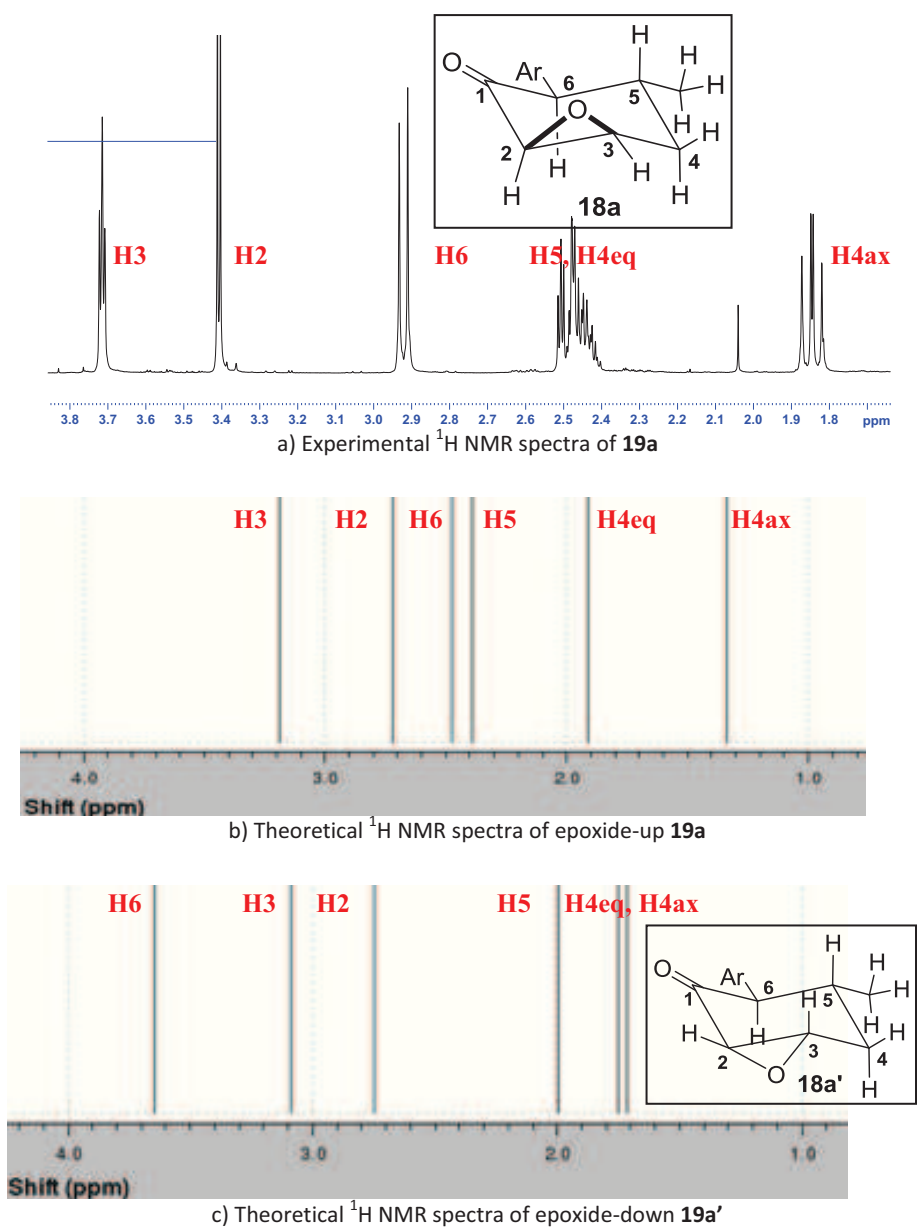 H
O
Ar
6
H
H
1
5
O
H
H
2
3
4
H
H
H
H
18a
H3 H2 H6 H5, H4eq H4ax
3.8 3.7 3.6 3.5 3.4 3.3 3.2 3.1 3.0 2.9 2.8 2.7 2.6 2.5 2.4 2.3 2.2 2.1 2.0 1.9 1.8 ppm
a) Experimental ¹H NMR spectra of 19a
H3 H2 H6 H5 H4eq H4ax
4.0 3.0 2.0 1.0
Shift (ppm)
b) Theoretical ¹H NMR spectra of epoxide-up 19a
H6 H3 H2 H5 H4eq, H4ax
H
O
Ar
6
H
H
1
5
H
H
H
H
H
2
3
4
O
18a'
H
4.0 3.0 2.0 1.0
Shift (ppm)
c) Theoretical ¹H NMR spectra of epoxide-down 19a’